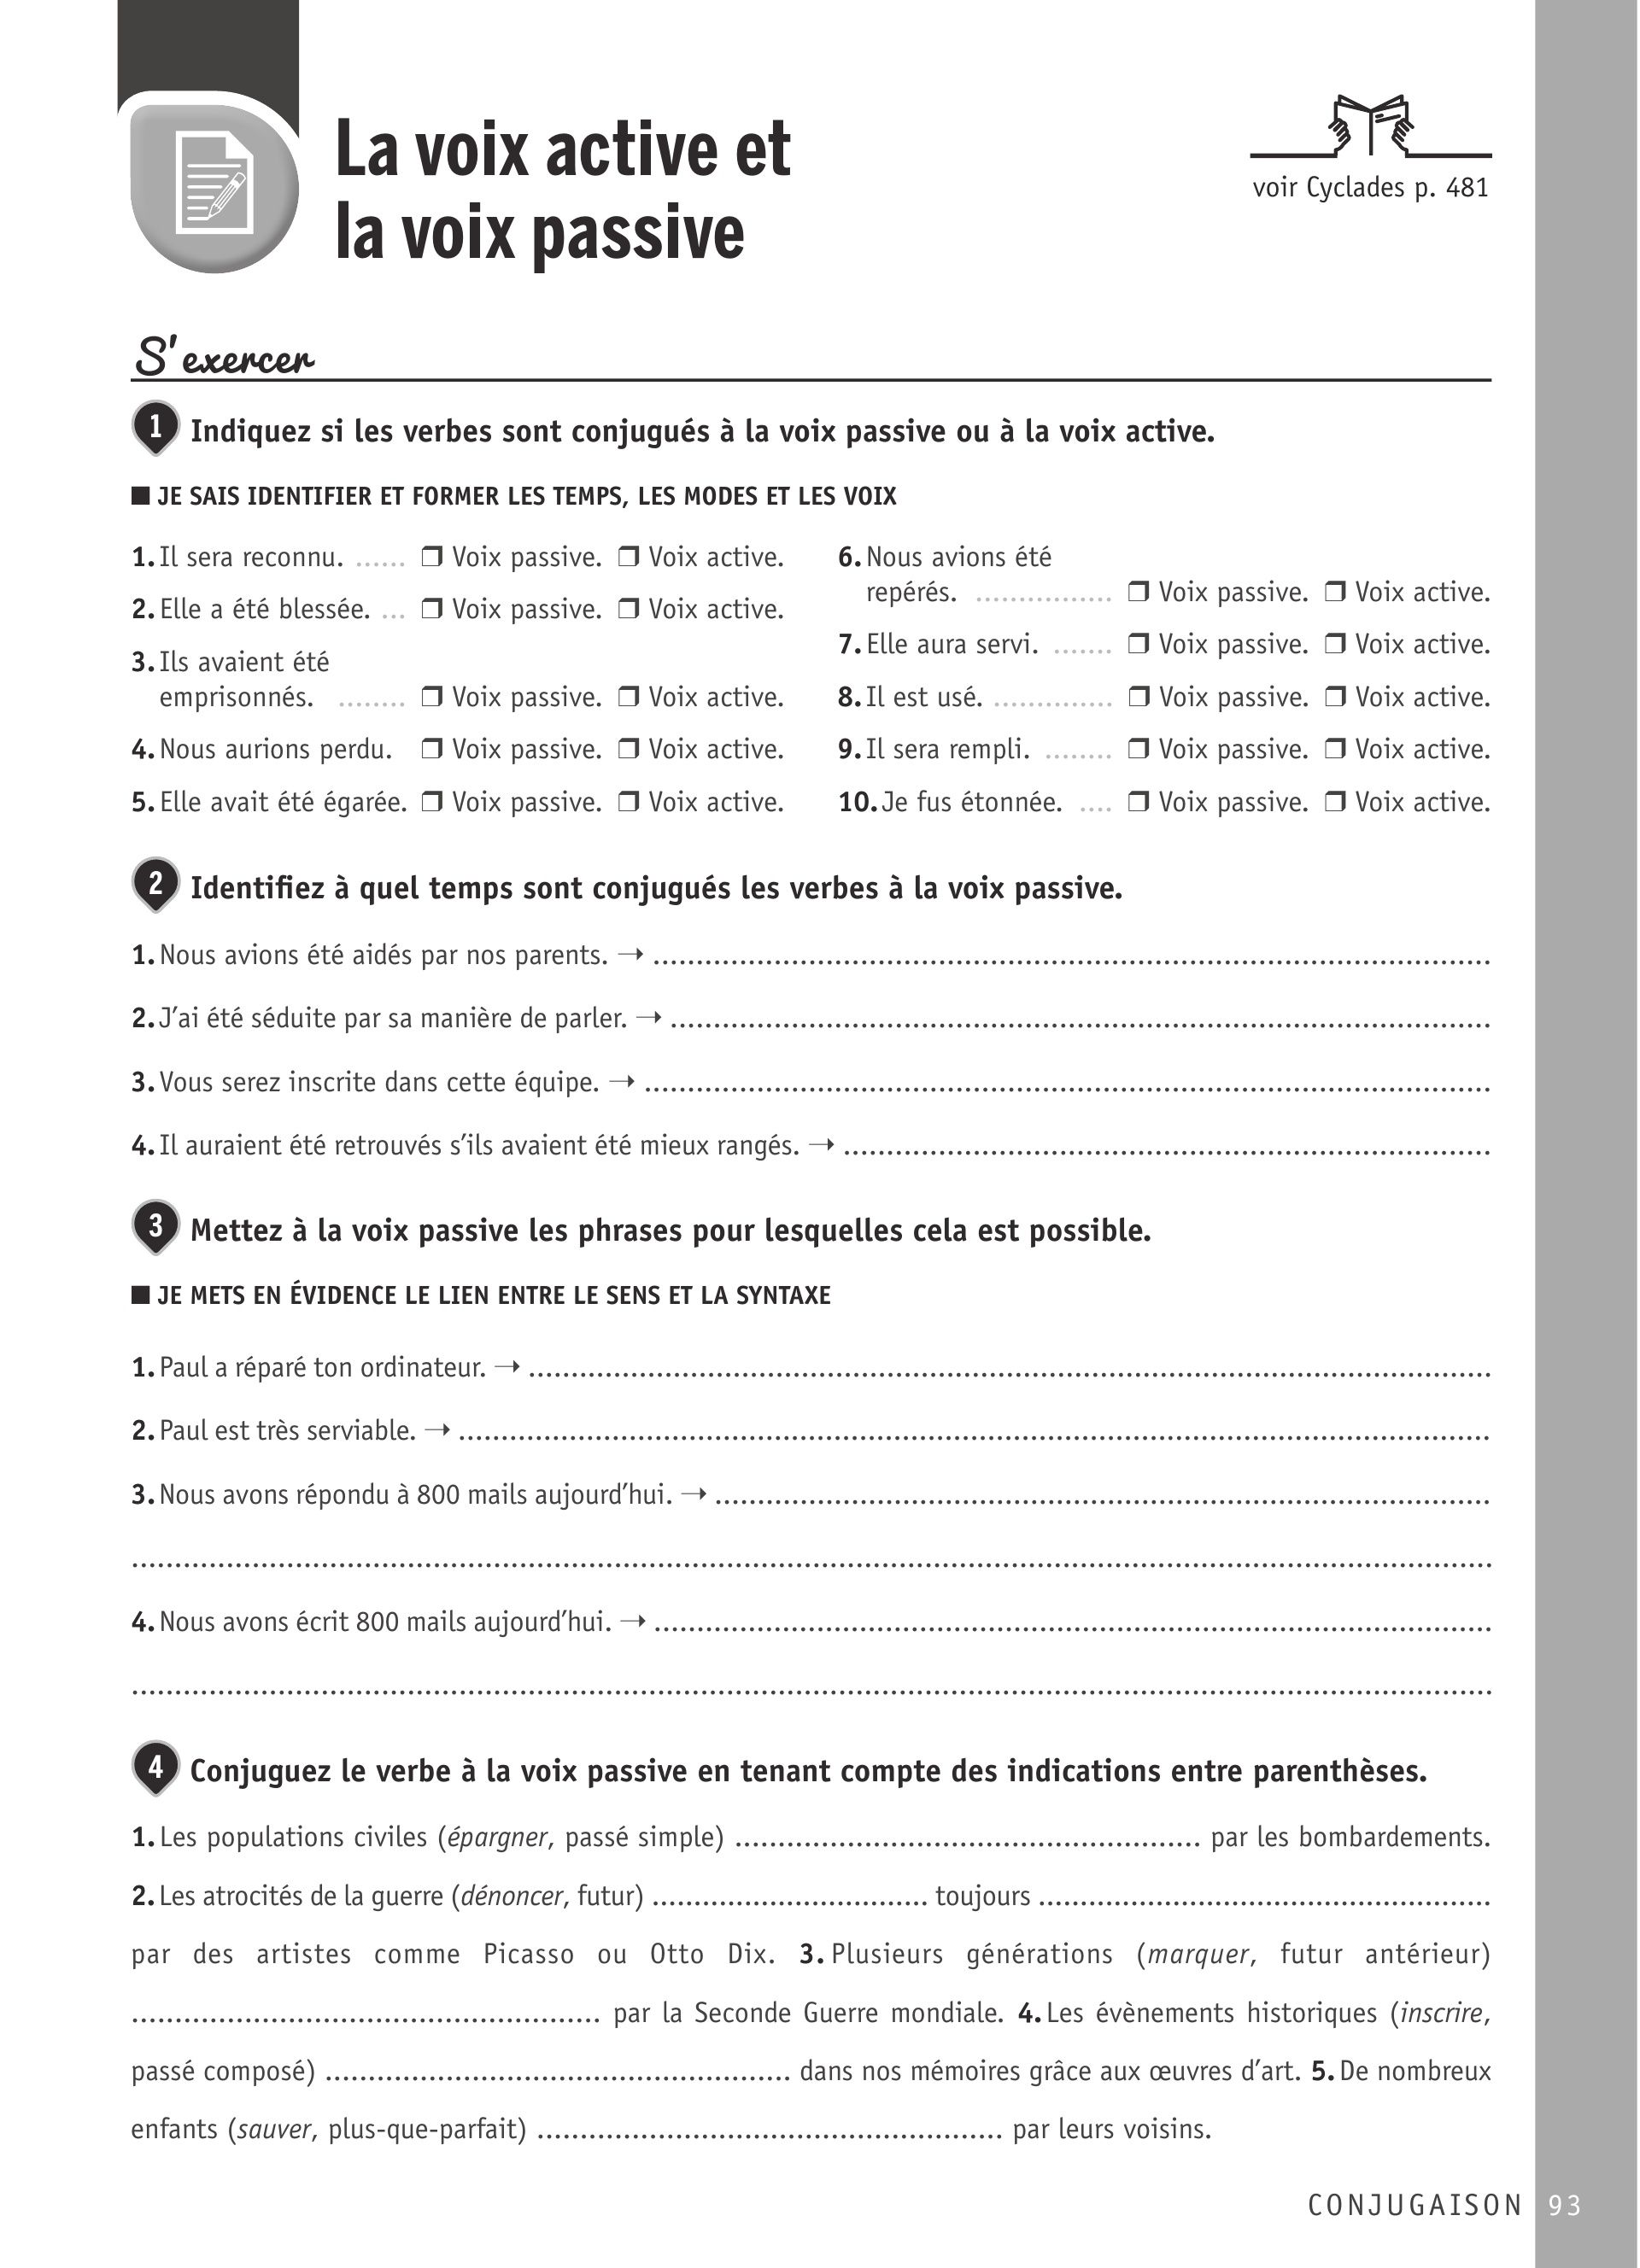 La voix active et
la voix passive
voir Cyclades p. 481
S'exercer
1 Indiquez si les verbes sont conjugués à la voix passive ou à la voix active.
■ JE SAIS IDENTIFIER ET FORMER LES TEMPS, LES MODES ET LES VOIX
1. Il sera reconnu. ...... ❒ Voix passive. ❒ Voix active.
2. Elle a été blessée. ... ❒ Voix passive. ❒ Voix active.
3. Ils avaient été
emprisonnés. ........ ❒ Voix passive. ❒ Voix active.
4. Nous aurions perdu. ❒ Voix passive. ❒ Voix active.
5. Elle avait été égarée. ❒ Voix passive. ❒ Voix active.
6. Nous avions été
repérés. ................ ❒ Voix passive. ❒ Voix active.
7. Elle aura servi. ....... ❒ Voix passive. ❒ Voix active.
8. Il est usé. .............. ❒ Voix passive. ❒ Voix active.
9. Il sera rempli. ........ ❒ Voix passive. ❒ Voix active.
10. Je fus étonnée. .... ❒ Voix passive. ❒ Voix active.
2 Identifiez à quel temps sont conjugués les verbes à la voix passive.
1. Nous avions été aidés par nos parents. → ..........
2. J'ai été séduite par sa manière de parler. → ..........
3. Vous serez inscrite dans cette équipe. → ..........
4. Il auraient été retrouvés s'ils avaient été mieux rangés. → ..........
3 Mettez à la voix passive les phrases pour lesquelles cela est possible.
■ JE METS EN ÉVIDENCE LE LIEN ENTRE LE SENS ET LA SYNTAXE
1. Paul a réparé ton ordinateur. → ..........
2. Paul est très serviable. → ..........
3. Nous avons répondu à 800 mails aujourd'hui. → ..........
..........
4. Nous avons écrit 800 mails aujourd'hui. → ..........
..........
4 Conjuguez le verbe à la voix passive en tenant compte des indications entre parenthèses.
1. Les populations civiles (épargner, passé simple) .......... par les bombardements.
2. Les atrocités de la guerre (dénoncer, futur) .......... toujours ..........
par des artistes comme Picasso ou Otto Dix. 3. Plusieurs générations (marquer, futur antérieur)
.......... par la Seconde Guerre mondiale. 4. Les évènements historiques (inscrire,
passé composé) .......... dans nos mémoires grâce aux œuvres d'art. 5. De nombreux
enfants (sauver, plus-que-parfait) .......... par leurs voisins.
CONJUGAISON 93